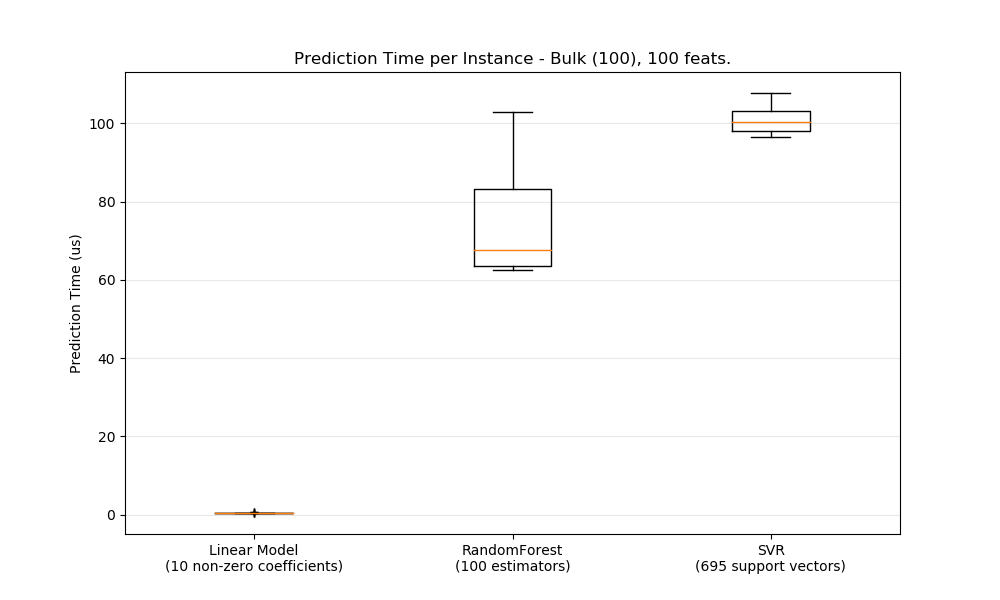 Prediction Time per Instance - Bulk (100), 100 feats.
Prediction Time (us)
100
80
60
40
20
0
Linear Model
(10 non-zero coefficients)
RandomForest
(100 estimators)
SVR
(695 support vectors)